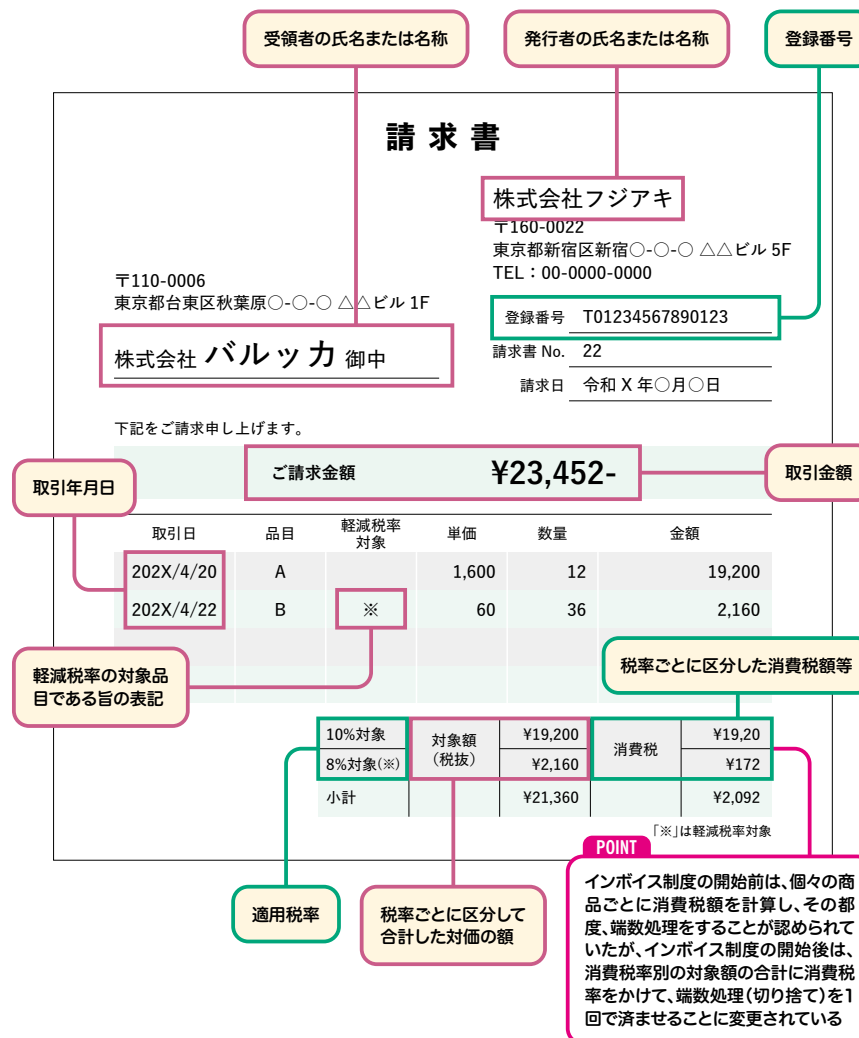 受領者の氏名または名称
発行者の氏名または名称
登録番号
請求書
株式会社フジアキ
〒160-0022
東京都新宿区新宿○-○-○ △△ビル 5F
TEL：00-0000-0000
〒110-0006
東京都台東区秋葉原○-○-○ △△ビル 1F
登録番号 T01234567890123
株式会社 バルッカ 御中
請求書 No. 22
請求日 令和 X 年○月○日
下記をご請求申し上げます。
ご請求金額 ¥23,452-
取引金額
取引年月日
取引日 品目 軽減税率対象 単価 数量 金額
202X/4/20 A 1,600 12 19,200
202X/4/22 B ※ 60 36 2,160
軽減税率の対象品
目である旨の表記
税率ごとに区分した消費税額等
10%対象 対象額（税抜） ¥19,200 消費税 ¥19,20
8%対象(※) ¥2,160 ¥172
小計 ¥21,360 ¥2,092
「※」は軽減税率対象
適用税率
税率ごとに区分して
合計した対価の額
POINT
インボイス制度の開始前は、個々の商
品ごとに消費税額を計算し、その都
度、端数処理をすることが認められて
いたが、インボイス制度の開始後は、
消費税率別の対象額の合計に消費税
率をかけて、端数処理（切り捨て）を1
回で済ませることに変更されている